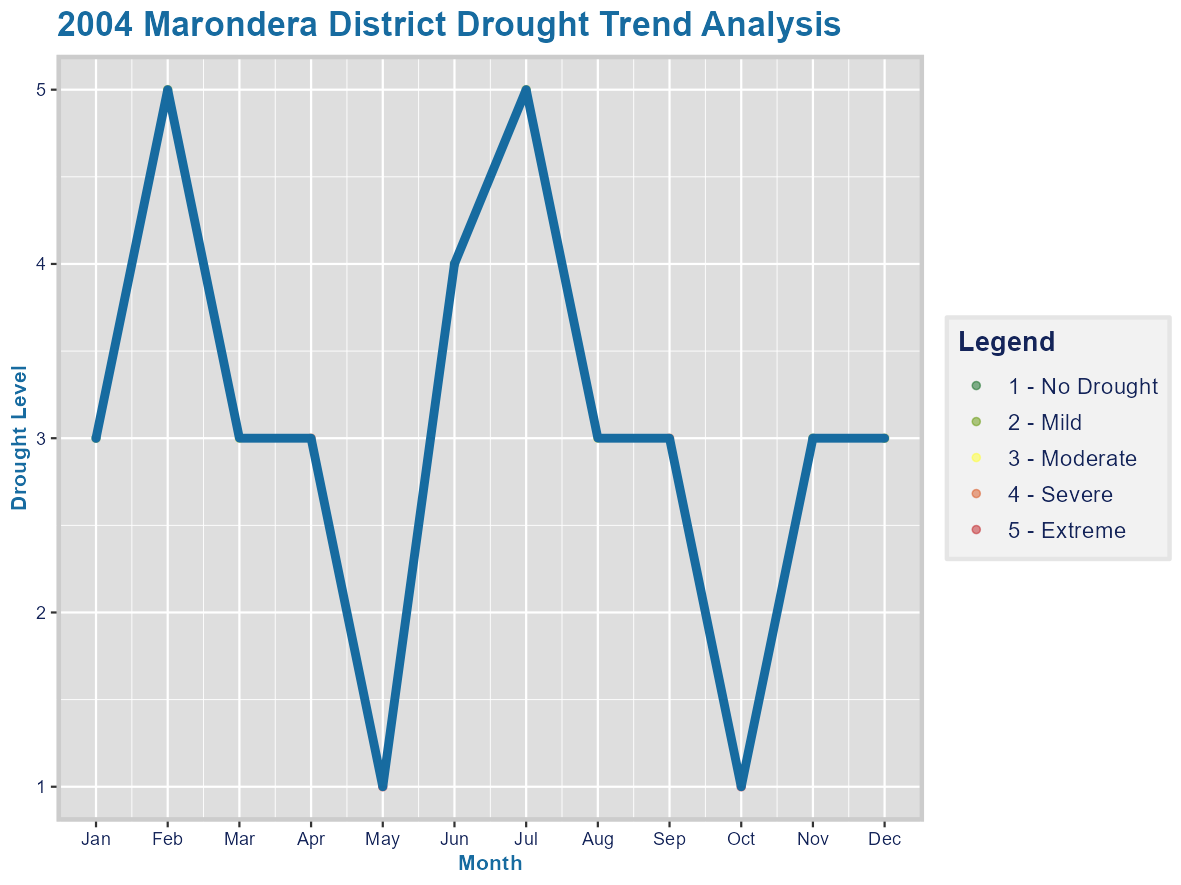 2004 Marondera District Drought Trend Analysis
Drought Level
5
4
3
2
1
Jan Feb Mar Apr May Jun Jul Aug Sep Oct Nov Dec
Month
Legend
1 - No Drought
2 - Mild
3 - Moderate
4 - Severe
5 - Extreme